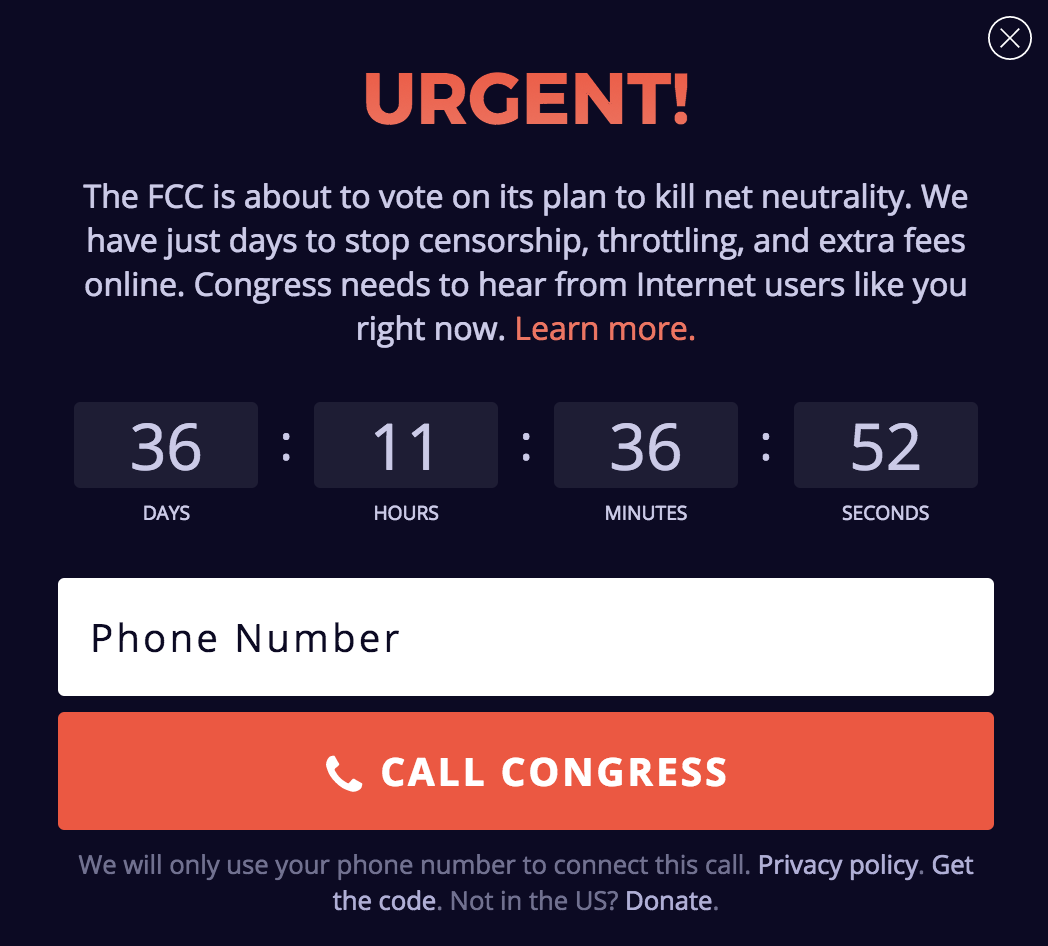 URGENT!
The FCC is about to vote on its plan to kill net neutrality. We
have just days to stop censorship, throttling, and extra fees
online. Congress needs to hear from Internet users like you
right now. Learn more.
36 : 11 : 36 : 52
DAYS HOURS MINUTES SECONDS
Phone Number
CALL CONGRESS
We will only use your phone number to connect this call. Privacy policy. Get
the code. Not in the US? Donate.